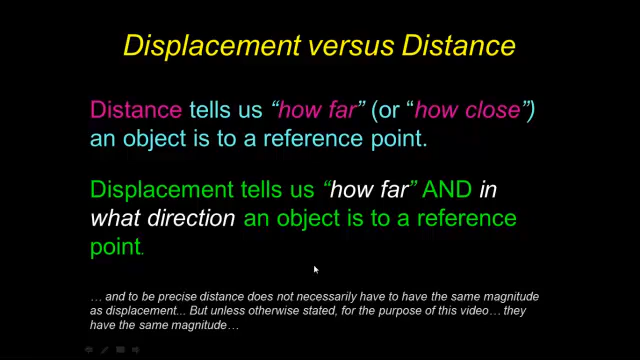 Displacement versus Distance
Distance tells us “how far” (or “how close”)
an object is to a reference point.
Displacement tells us “how far” AND in
what direction an object is to a reference
point.
… and to be precise distance does not necessarily have to have the same magnitude
as displacement... But unless otherwise stated, for the purpose of this video… they
have the same magnitude…